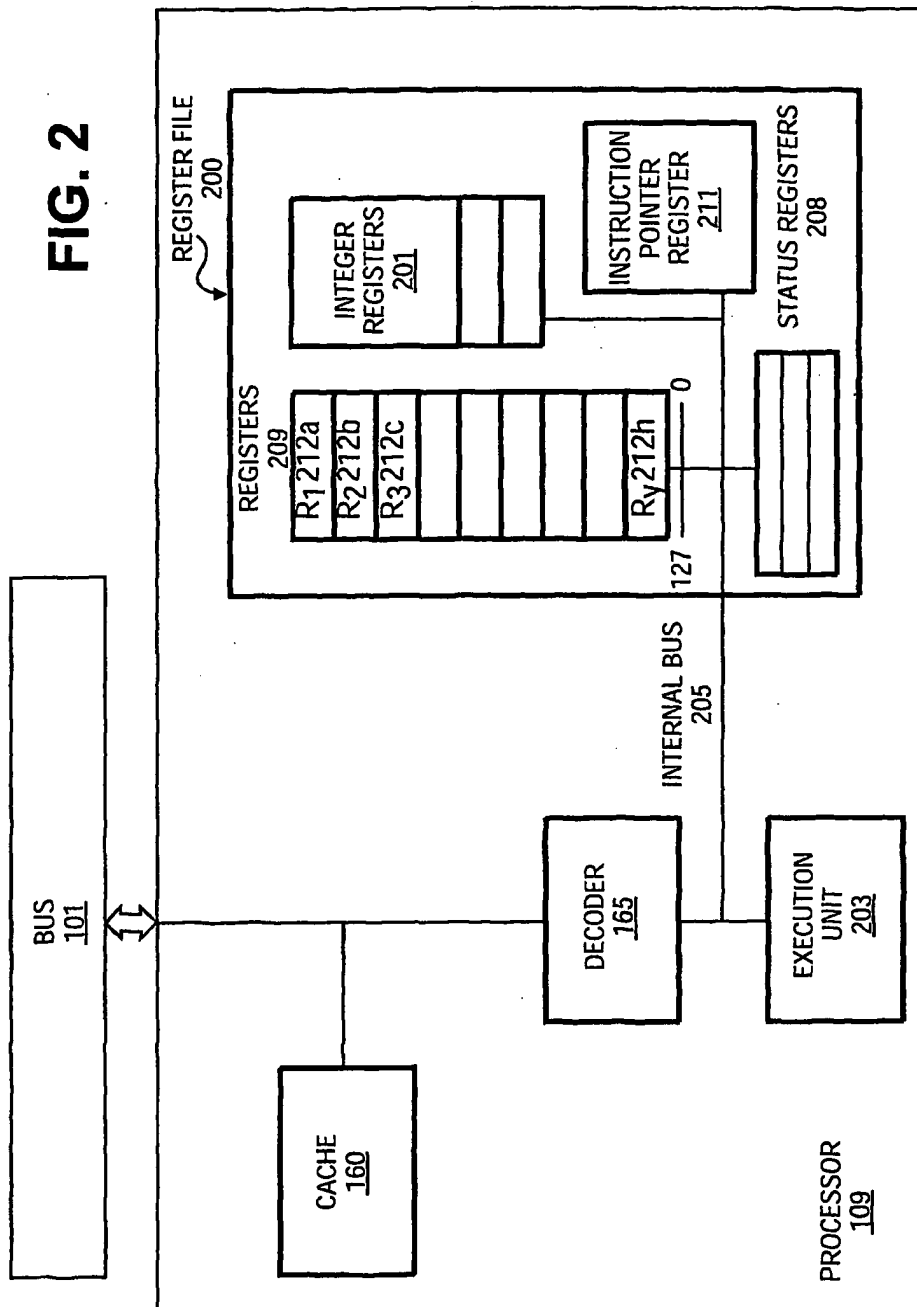 FIG. 2
BUS
101
REGISTER FILE
200
REGISTERS
209
R1 212a
R2 212b
R3 212c
Ry 212h
127
0
INTEGER
REGISTERS
201
INSTRUCTION
POINTER
REGISTER
211
STATUS REGISTERS
208
INTERNAL BUS
205
CACHE
160
DECODER
165
EXECUTION
UNIT
203
PROCESSOR
109